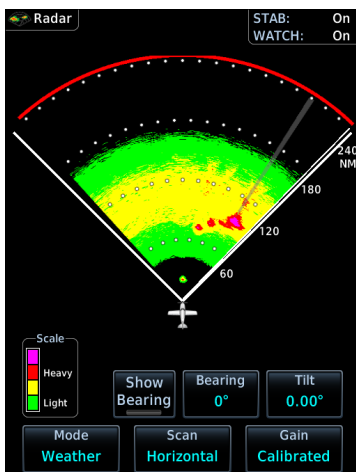 Radar
STAB: On
WATCH: On
240
NM
180
120
60
Scale
Heavy
Light
Show
Bearing
Bearing
0°
Tilt
0.00°
Mode
Weather
Scan
Horizontal
Gain
Calibrated